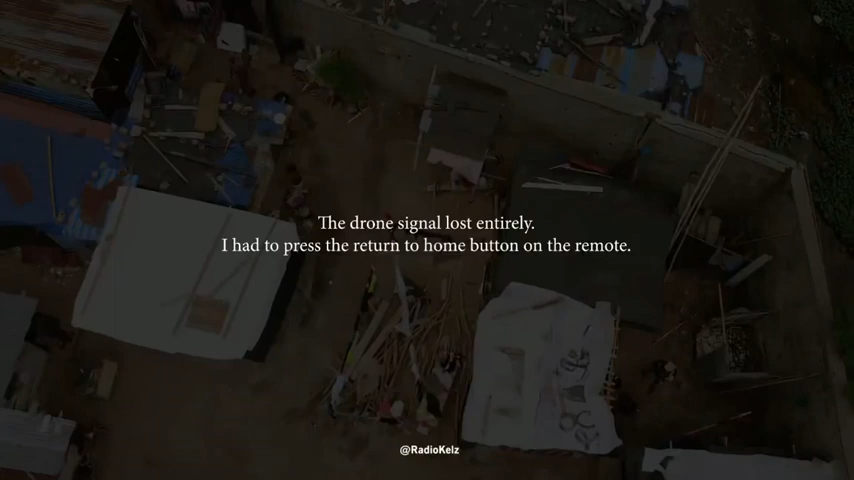 The drone signal lost entirely.
I had to press the return to home button on the remote.
@RadioKelz